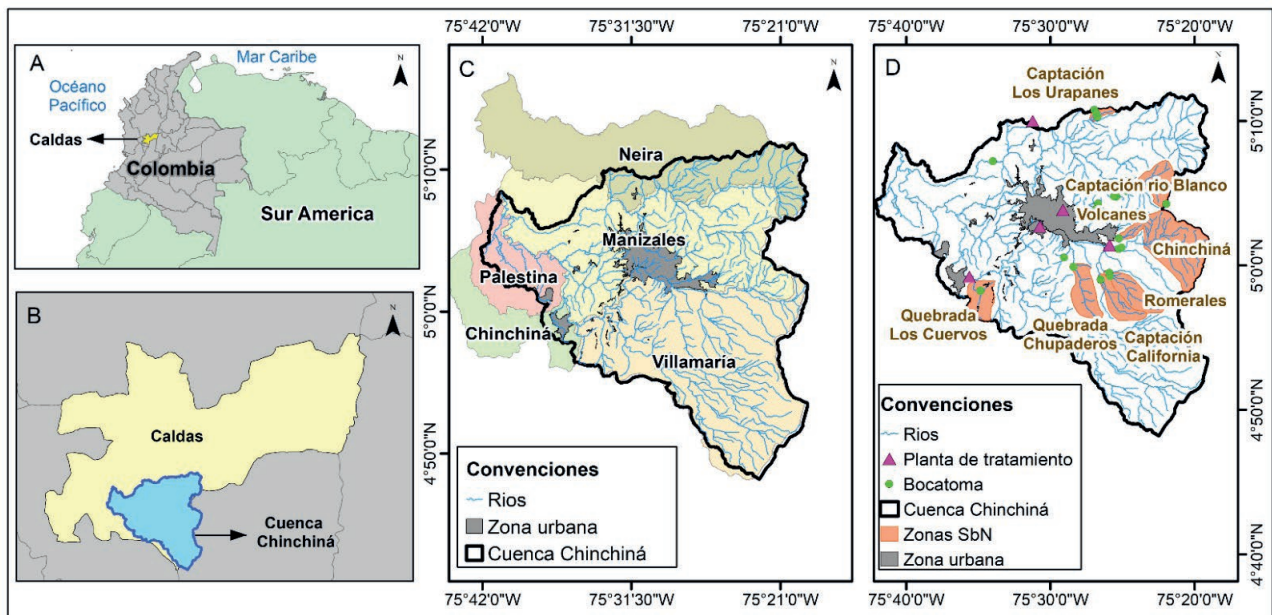 A
N
Mar Caribe
Océano
Pacífico
Caldas
Colombia
Sur America
B
N
Caldas
Cuenca
Chinchiná
75°42'0"N
75°31'30"N
75°21'0"N
C
N
Neira
Manizales
Palestina
Chinchiná
Villamaría
5°10'0"N
5°0'0"N
4°50'0"N
Convenciones
Rios
Zona urbana
Cuenca Chinchiná
75°42'0"N
75°31'30"N
75°21'0"N
75°40'0"N
75°30'0"N
75°20'0"N
D
N
Captación
Los Urapanes
Captación rio Blanco
Volcanes
Chinchiná
Romerales
Quebrada
Los Cuervos
Quebrada
Chupaderos
Captación
California
5°10'0"N
5°0'0"N
4°50'0"N
4°40'0"N
Convenciones
Rios
Planta de tratamiento
Bocatoma
Cuenca Chinchiná
Zonas SbN
Zona urbana
75°40'0"N
75°30'0"N
75°20'0"N